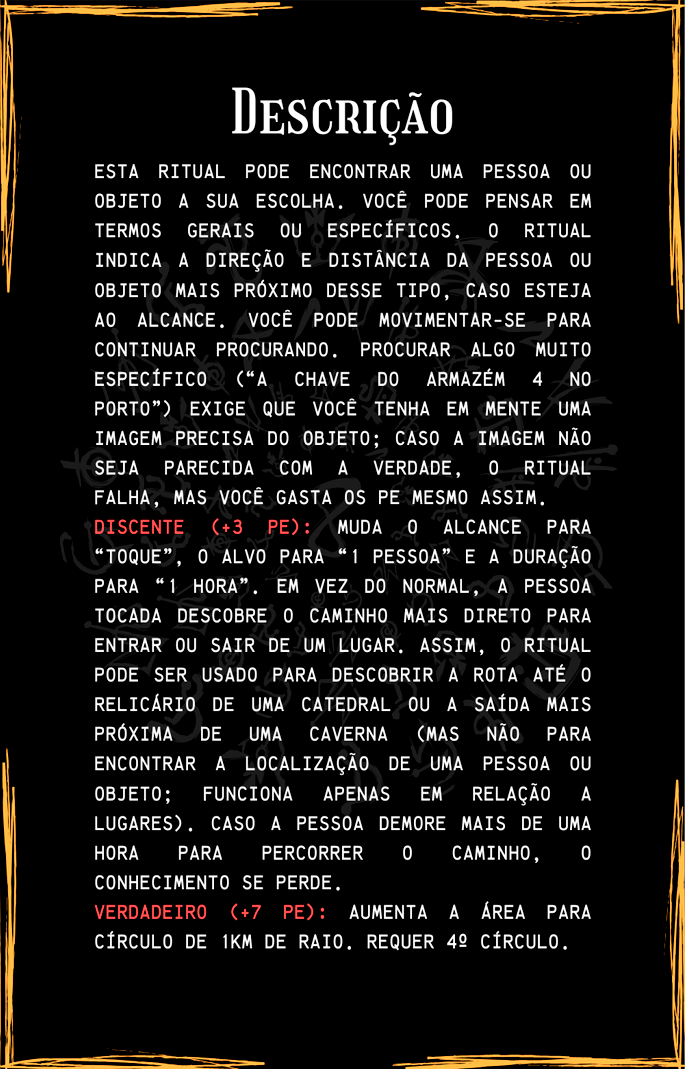 Descrição
ESTA RITUAL PODE ENCONTRAR UMA PESSOA OU
OBJETO A SUA ESCOLHA. VOCÊ PODE PENSAR EM
TERMOS GERAIS OU ESPECÍFICOS. O RITUAL
INDICA A DIREÇÃO E DISTÂNCIA DA PESSOA OU
OBJETO MAIS PRÓXIMO DESSE TIPO, CASO ESTEJA
AO ALCANCE. VOCÊ PODE MOVIMENTAR-SE PARA
CONTINUAR PROCURANDO. PROCURAR ALGO MUITO
ESPECÍFICO (“A CHAVE DO ARMAZÉM 4 NO
PORTO”) EXIGE QUE VOCÊ TENHA EM MENTE UMA
IMAGEM PRECISA DO OBJETO; CASO A IMAGEM NÃO
SEJA PARECIDA COM A VERDADE, O RITUAL
FALHA, MAS VOCÊ GASTA OS PE MESMO ASSIM.
DISCENTE (+3 PE): MUDA O ALCANCE PARA
“TOQUE”, O ALVO PARA “1 PESSOA” E A DURAÇÃO
PARA “1 HORA”. EM VEZ DO NORMAL, A PESSOA
TOCADA DESCOBRE O CAMINHO MAIS DIRETO PARA
ENTRAR OU SAIR DE UM LUGAR. ASSIM, O RITUAL
PODE SER USADO PARA DESCOBRIR A ROTA ATÉ O
RELICÁRIO DE UMA CATEDRAL OU A SAÍDA MAIS
PRÓXIMA DE UMA CAVERNA (MAS NÃO PARA
ENCONTRAR A LOCALIZAÇÃO DE UMA PESSOA OU
OBJETO; FUNCIONA APENAS EM RELAÇÃO A
LUGARES). CASO A PESSOA DEMORE MAIS DE UMA
HORA PARA PERCORRER O CAMINHO, O
CONHECIMENTO SE PERDE.
VERDADEIRO (+7 PE): AUMENTA A ÁREA PARA
CÍRCULO DE 1KM DE RAIO. REQUER 4º CÍRCULO.